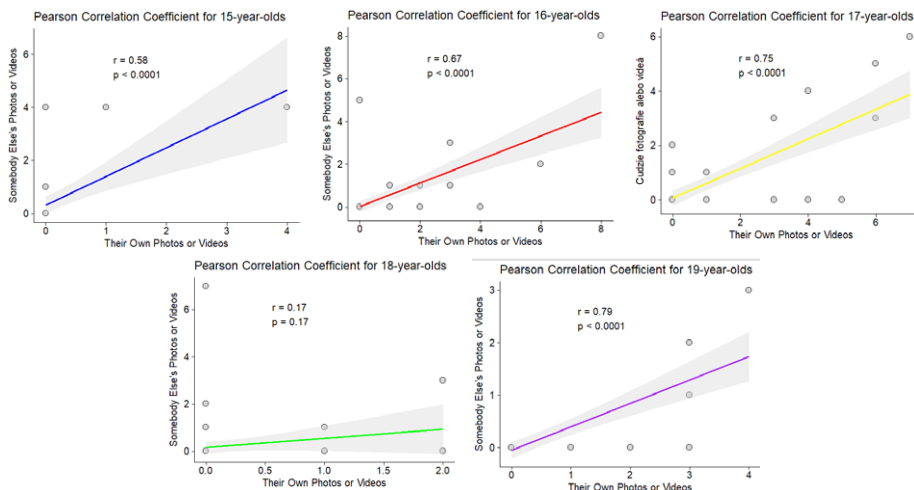 Pearson Correlation Coefficient for 15-year-olds
r = 0.58
p < 0.0001
Somebody Else's Photos or Videos
6
4
2
0
0
1
2
3
4
Their Own Photos or Videos
Pearson Correlation Coefficient for 16-year-olds
r = 0.67
p < 0.0001
Somebody Else's Photos or Videos
8
6
4
2
0
0
2
4
6
8
Their Own Photos or Videos
Pearson Correlation Coefficient for 17-year-olds
r = 0.75
p < 0.0001
Cudzie fotografie alebo videá
6
4
2
0
0
2
4
6
Their Own Photos or Videos
Pearson Correlation Coefficient for 18-year-olds
r = 0.17
p = 0.17
Somebody Else's Photos or Videos
6
4
2
0
0.0
0.5
1.0
1.5
2.0
Their Own Photos or Videos
Pearson Correlation Coefficient for 19-year-olds
r = 0.79
p < 0.0001
Somebody Else's Photos or Videos
3
2
1
0
0
1
2
3
4
Their Own Photos or Videos